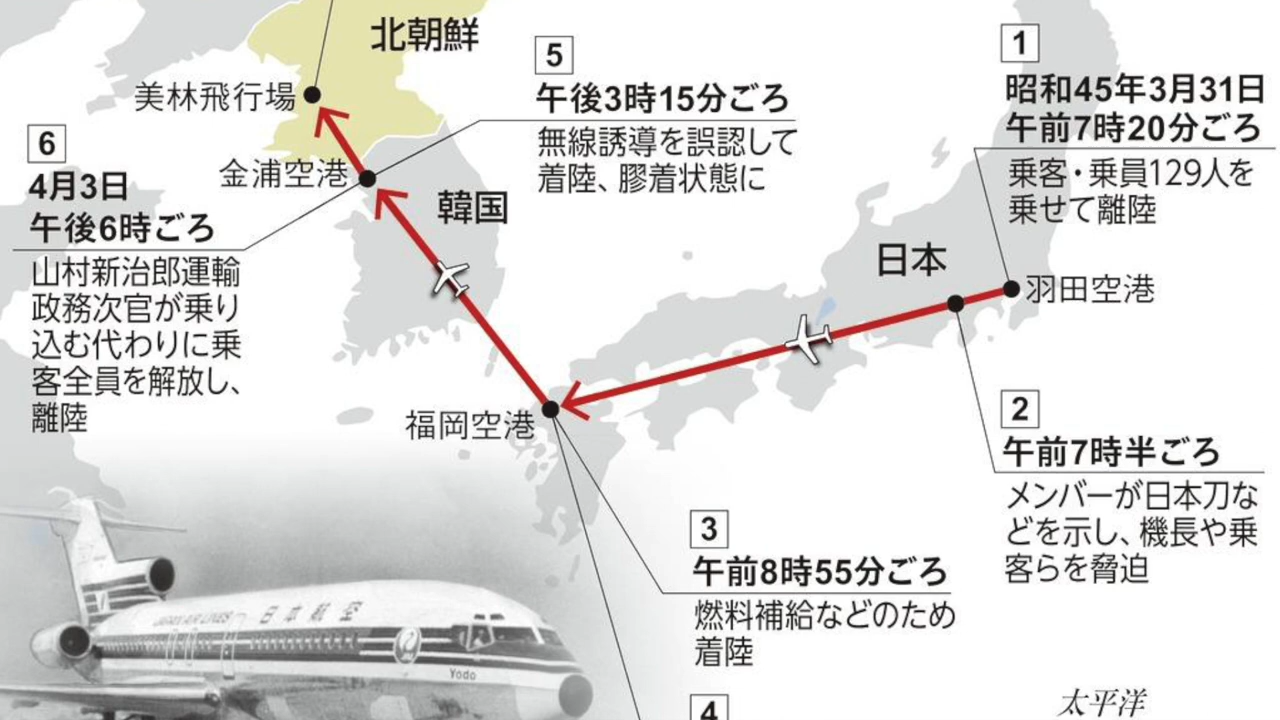 1
昭和45年3月31日
午前7時20分ごろ
乗客・乗員129人を
乗せて離陸
羽田空港
2
午前7時半ごろ
メンバーが日本刀な
どを示し、機長や乗
客らを脅迫
3
午前8時55分ごろ
燃料補給などのため
着陸
4
福岡空港
5
午後3時15分ごろ
無線誘導を誤認して
着陸、膠着状態に
金浦空港
6
4月3日
午後6時ごろ
山村新治郎運輸
政務次官が乗り
込む代わりに乗
客全員を解放し、
離陸
美林飛行場
北朝鮮
韓国
日本
太平洋
JAPAN AIR LINES 日本航空
Yodo